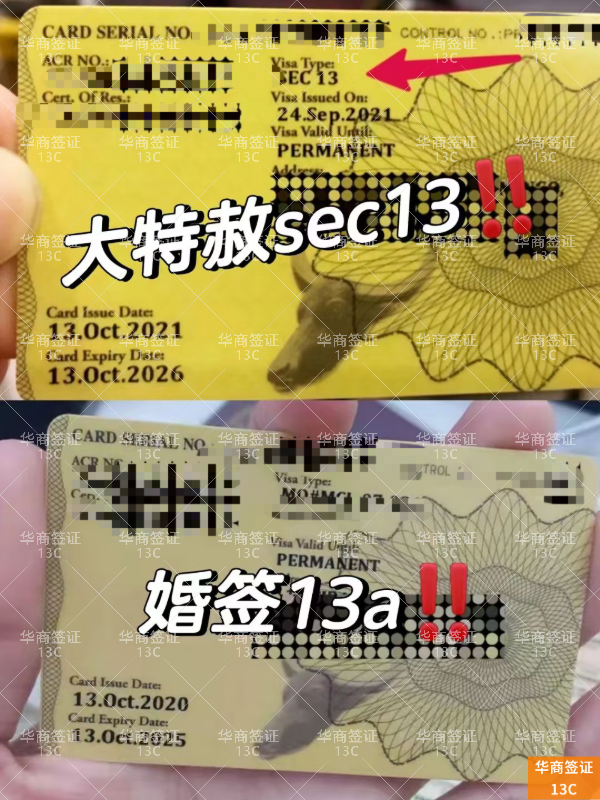 CARD SERIAL NO
CONTROL NO.:PR
ACR NO.:
Visa Type:
SEC 13
Cert. Of Res.:
Visa Issued On:
24.Sep.2021
Visa Valid Until:
PERMANENT
Address:
大特赦sec13‼️
Card Issue Date:
13.Oct.2021
Card Expiry Date:
13.Oct.2026
CARD SERIAL NO.
ACR NO
Visa Type:
Visa Valid Until:
PERMANENT
婚签13a‼️
Card Issue Date:
13.Oct.2020
Card Expiry Date:
13.Oct.2025
华商签证
13C